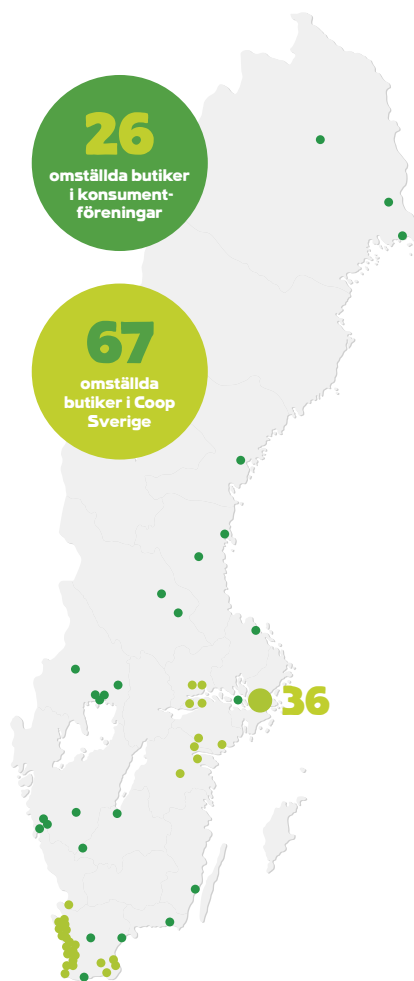 26
omställda butiker
i konsument-
föreningar
67
omställda
butiker i Coop
Sverige
36